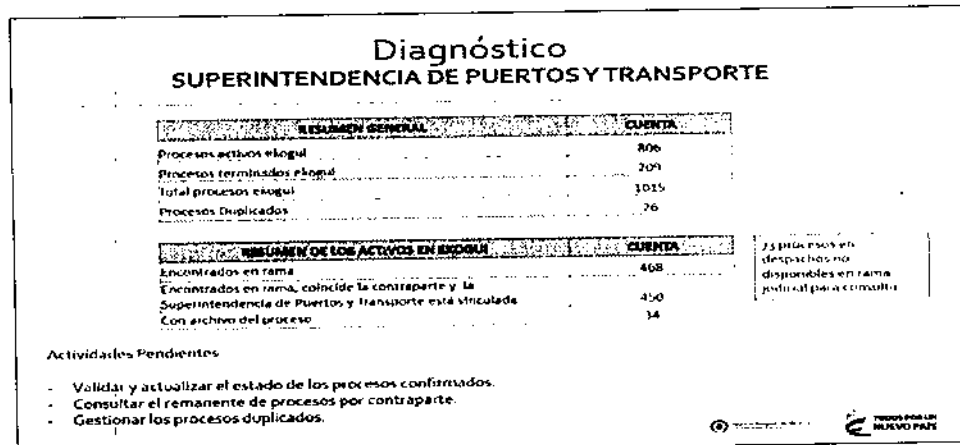 Diagnóstico
SUPERINTENDENCIA DE PUERTOS Y TRANSPORTE
RESUMEN GENERAL CUENTA
Procesos activos ekogui 806
Procesos terminados ekogui 209
Total procesos ekogui 1015
Procesos Duplicados 26
RESUMEN DE LOS ACTIVOS EN EKOGUI CUENTA
Encontrados en rama 468
Encontrados en rama, coincide la contraparte y la
Superintendencia de Puertos y Transporte está vinculada 450
Con archivo del proceso 34
procesos en
despachos no
disponibles en rama
judicial para consulta
Actividades Pendientes
- Validar y actualizar el estado de los procesos confirmados.
- Consultar el remanente de procesos por contraparte.
- Gestionar los procesos duplicados.
TODOS POR UN
NUEVO PAÍS